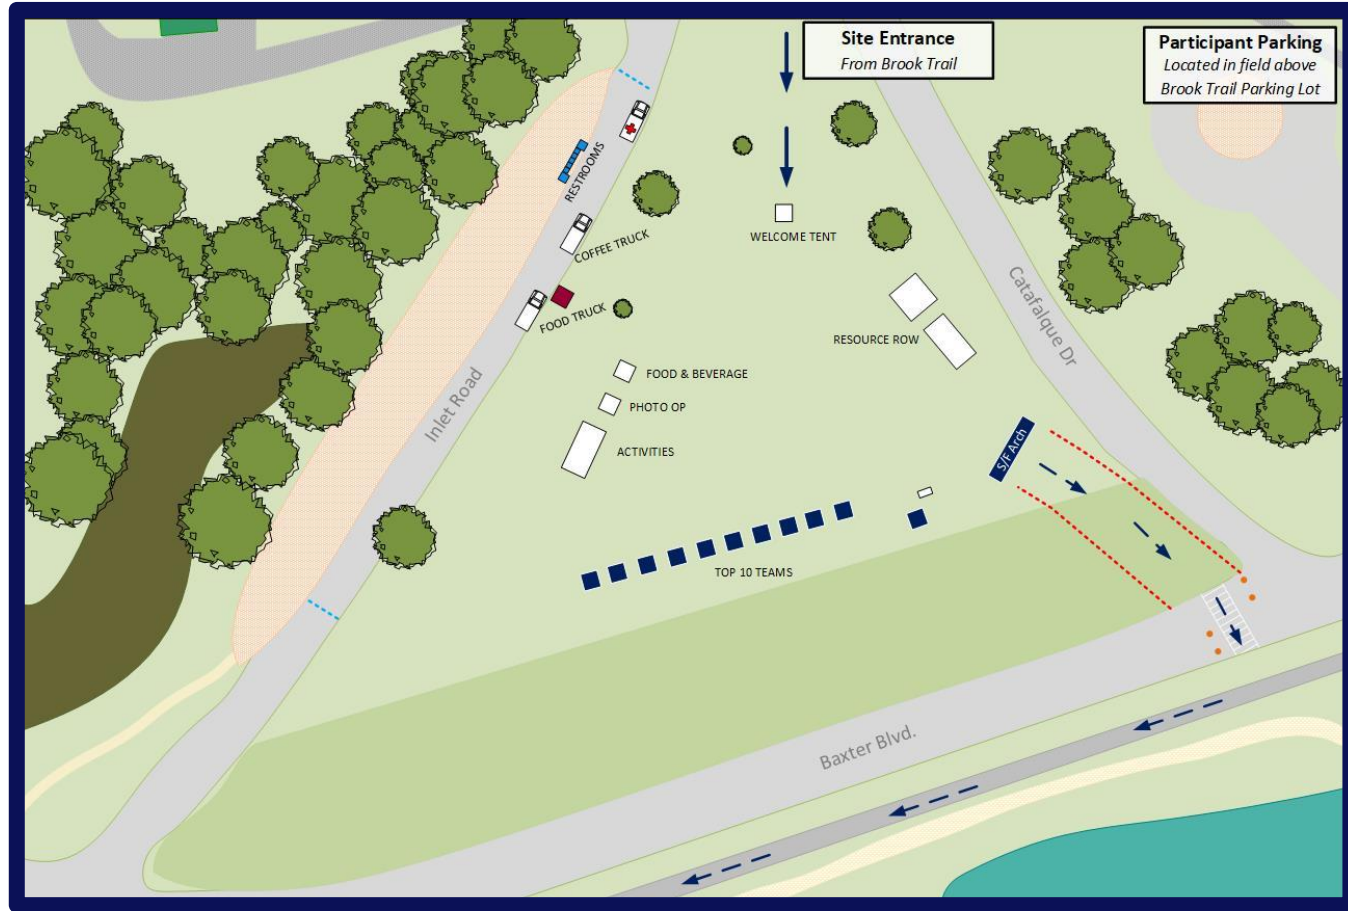 Site Entrance
From Brook Trail
Participant Parking
Located in field above
Brook Trail Parking Lot
RESTROOMS
WELCOME TENT
COFFEE TRUCK
FOOD TRUCK
RESOURCE ROW
Catafalque Dr
FOOD & BEVERAGE
PHOTO OP
Inlet Road
ACTIVITIES
S/F Arch
TOP 10 TEAMS
Baxter Blvd.